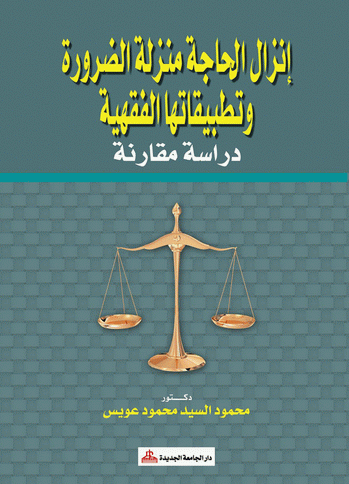 إنزال الحاجة منزلة الضرورة
وتطبيقاتها الفقهية
دراسة مقارنة
دكتور
محمود السيد محمود عويس
دار الجامعة الجديدة